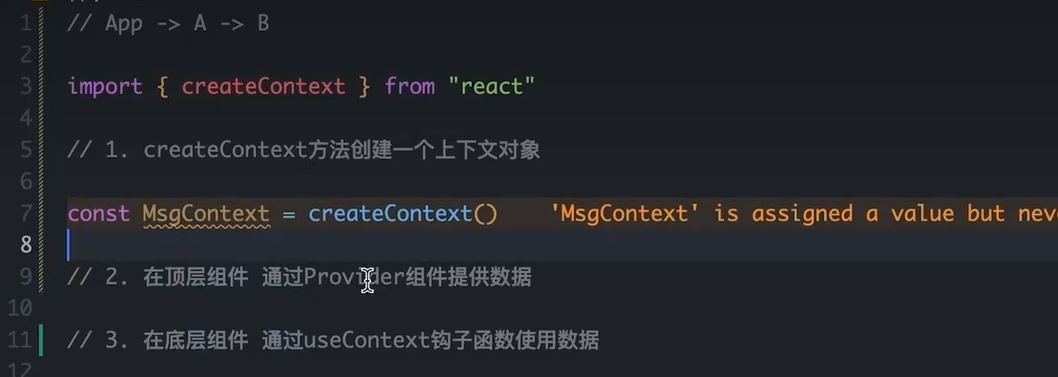 1 // App -> A -> B
2
3 import { createContext } from "react"
4
5 // 1. createContext方法创建一个上下文对象
6
7 const MsgContext = createContext() 'MsgContext' is assigned a value but nev
8
9 // 2. 在顶层组件 通过Provider组件提供数据
10
11 // 3. 在底层组件 通过useContext钩子函数使用数据
12